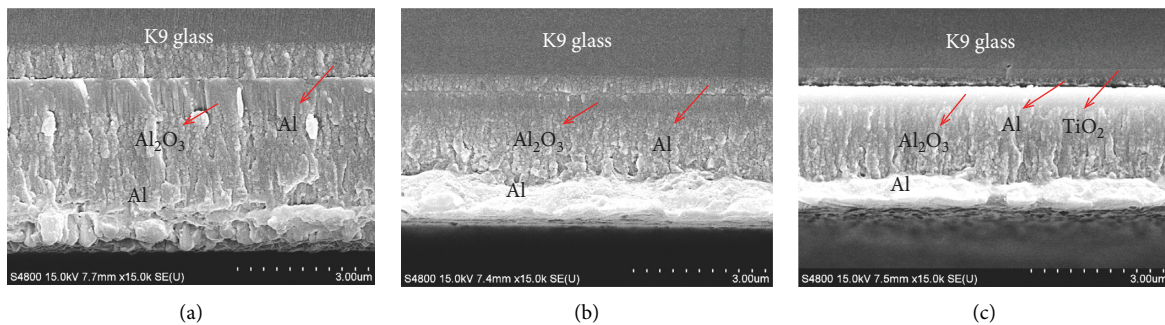 K9 glass
Al
Al₂O₃
Al
S4800 15.0kV 7.7mm x15.0k SE(U)
3.00um
(a)
K9 glass
Al₂O₃
Al
Al
S4800 15.0kV 7.4mm x15.0k SE(U)
3.00um
(b)
K9 glass
Al
TiO₂
Al₂O₃
Al
S4800 15.0kV 7.5mm x15.0k SE(U)
3.00um
(c)